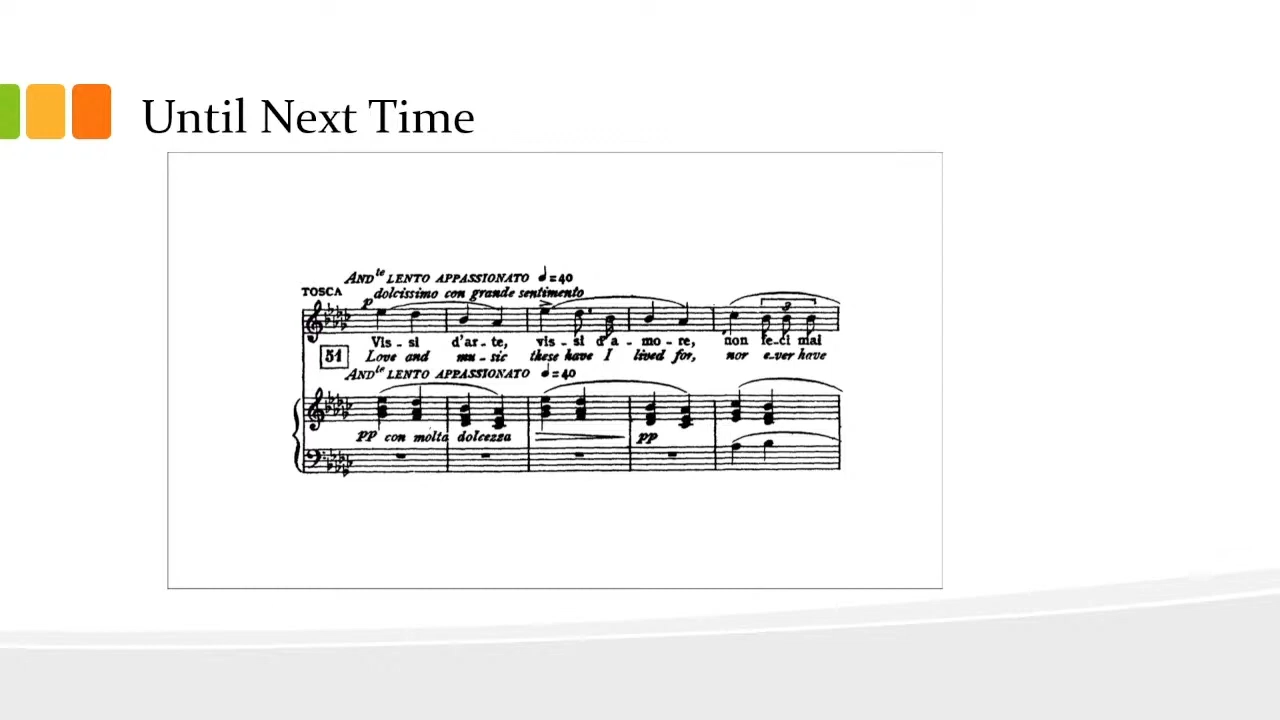 Until Next Time
ANDte LENTO APPASSIONATO ♩=40
TOSCA
dolcissimo con grande sentimento
p
Vis - si d'ar - te, vis - si d'a - mo - re, non fe - ci mai
51
Love and mu - sic these have I lived for, nor e - ver have
ANDte LENTO APPASSIONATO ♩=40
3
PP con molta dolcezza pp